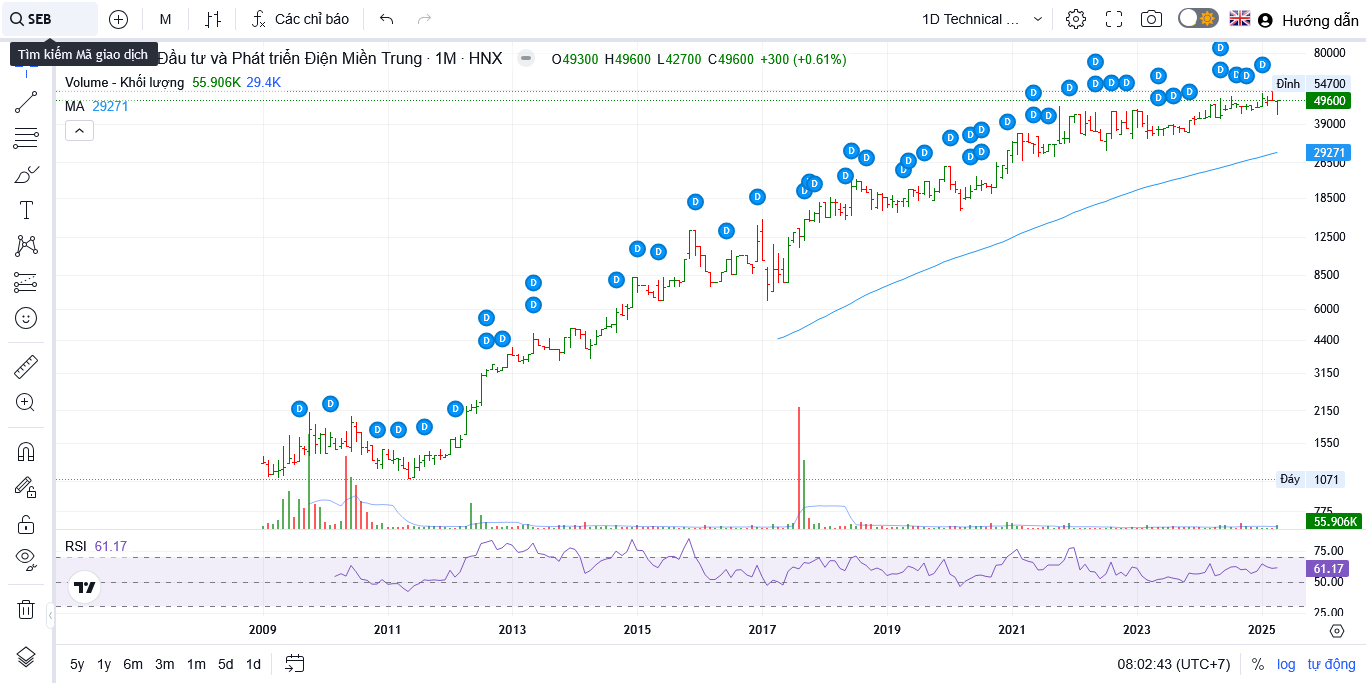 SEB M Các chỉ báo 1D Technical ... Hướng dẫn
Tìm kiếm Mã giao dịch
Đầu tư và Phát triển Điện Miền Trung · 1M · HNX O49300 H49600 L42700 C49600 +300 (+0.61%)
Volume - Khối lượng 55.906K 29.4K
MA 29271
80000
Đỉnh 54700
49600
39000
29271
26500
18500
12500
8500
6000
4400
3150
2150
1550
Đáy 1071
775
55.906K
D D D D D D D D D D D D D D D D D D D D D D D D D D D D D D D D D D D D D D D D D D D D D D D D D D D D
RSI 61.17
75.00
61.17
50.00
25.00
2009 2011 2013 2015 2017 2019 2021 2023 2025
5y 1y 6m 3m 1m 5d 1d 08:02:43 (UTC+7) % log tự động